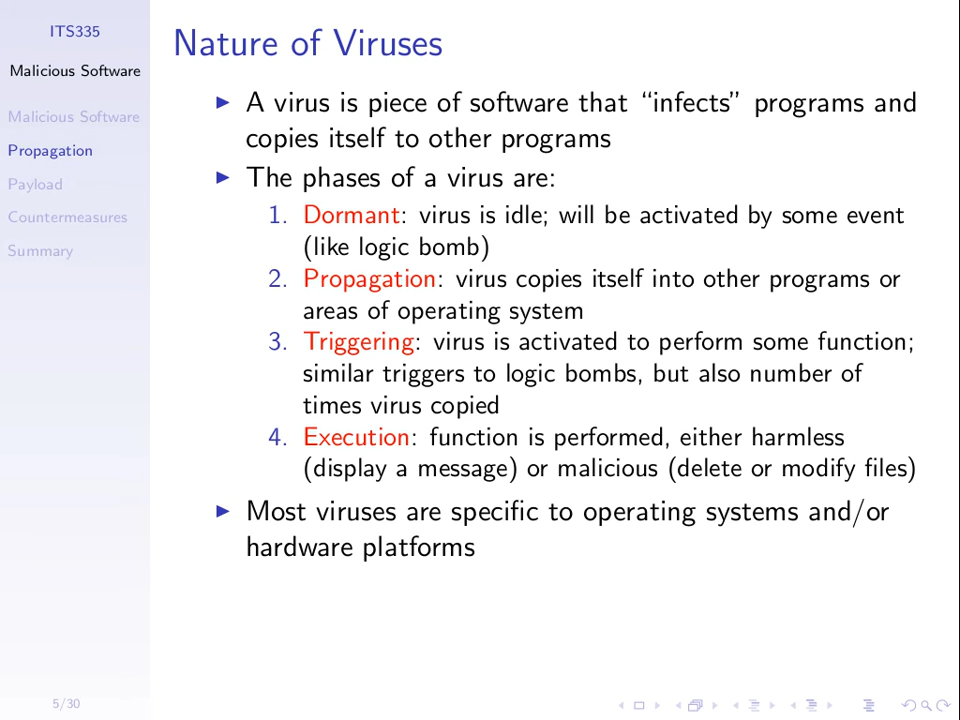 ITS335
Malicious Software
Malicious Software
Propagation
Payload
Countermeasures
Summary
Nature of Viruses
A virus is piece of software that “infects” programs and
copies itself to other programs
The phases of a virus are:
1. Dormant: virus is idle; will be activated by some event
(like logic bomb)
2. Propagation: virus copies itself into other programs or
areas of operating system
3. Triggering: virus is activated to perform some function;
similar triggers to logic bombs, but also number of
times virus copied
4. Execution: function is performed, either harmless
(display a message) or malicious (delete or modify files)
Most viruses are specific to operating systems and/or
hardware platforms
5/30